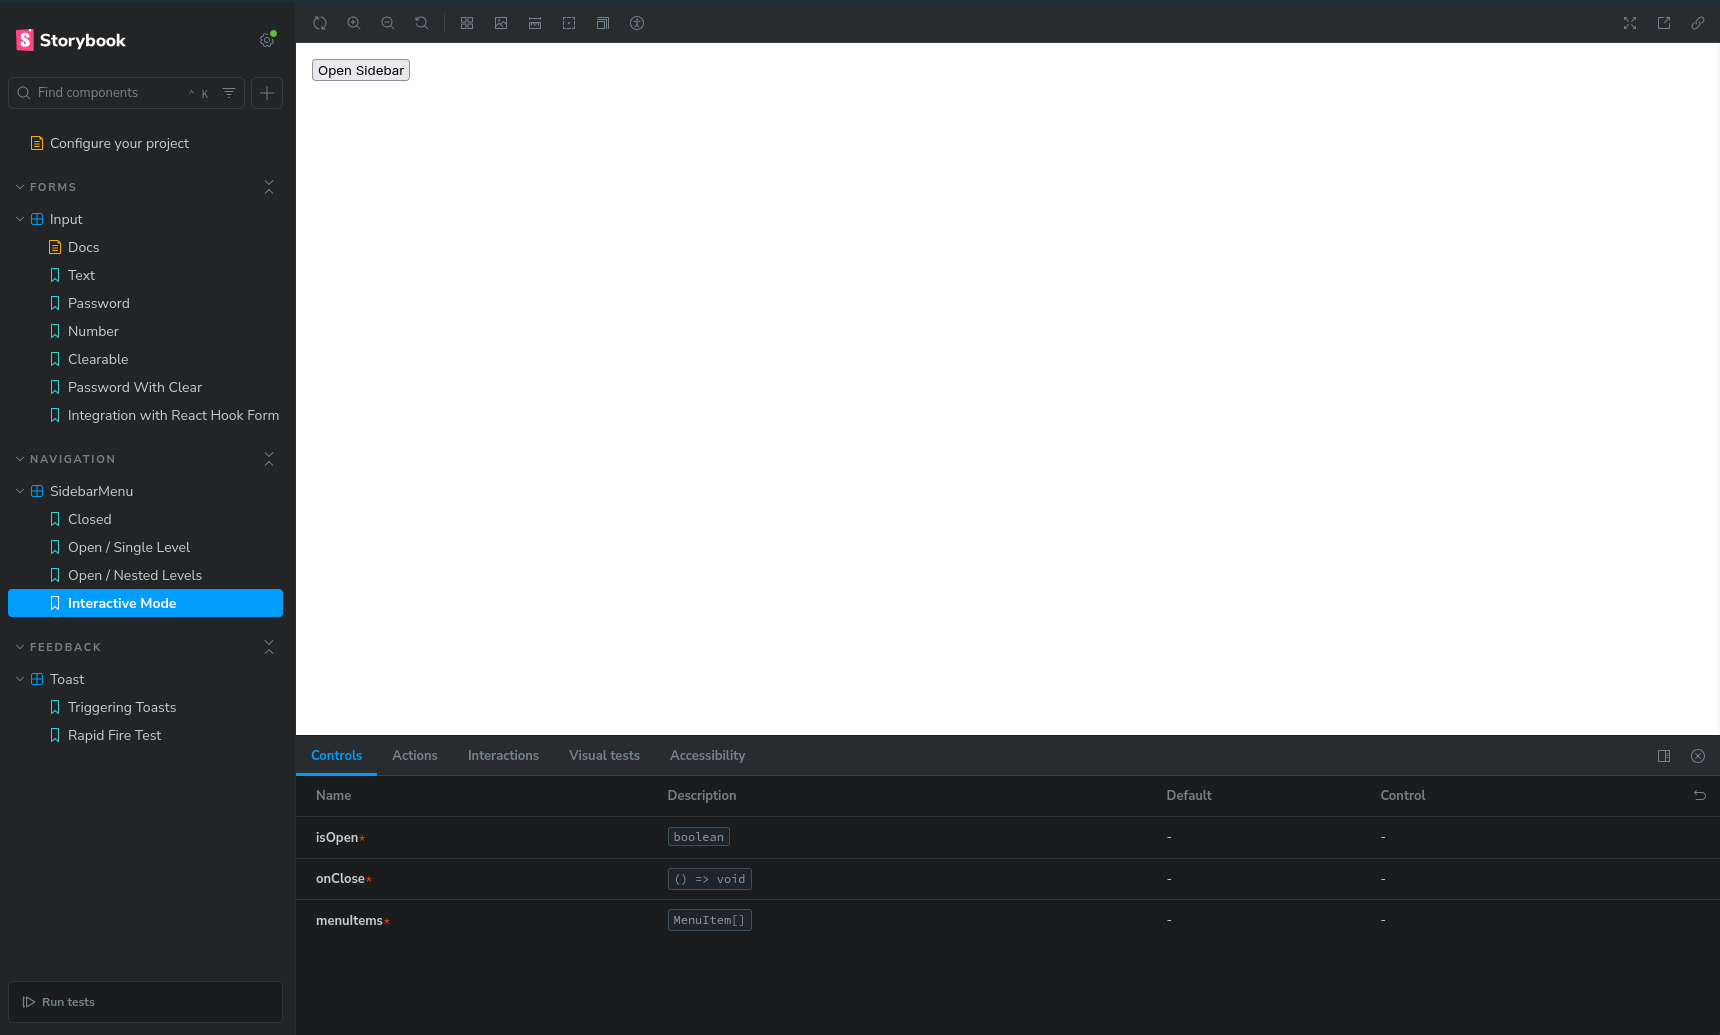 Storybook
Find components
^ K
Configure your project
FORMS
Input
Docs
Text
Password
Number
Clearable
Password With Clear
Integration with React Hook Form
NAVIGATION
SidebarMenu
Closed
Open / Single Level
Open / Nested Levels
Interactive Mode
FEEDBACK
Toast
Triggering Toasts
Rapid Fire Test
Run tests
Open Sidebar
Controls Actions Interactions Visual tests Accessibility
Name Description Default Control
isOpen* boolean - -
onClose* () => void - -
menuItems* MenuItem[] - -